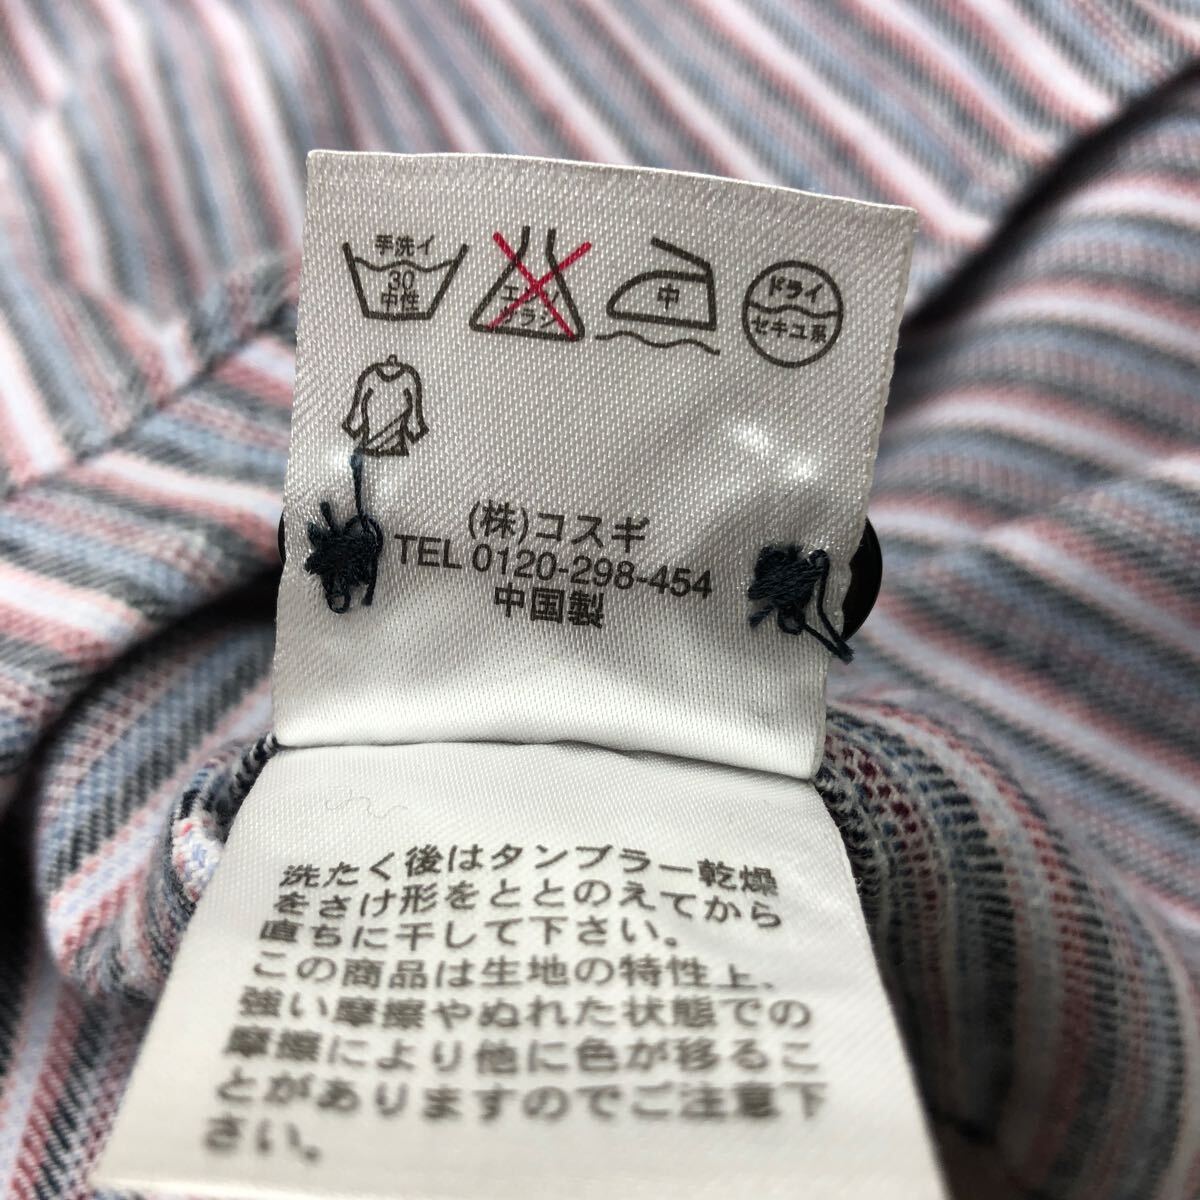 手洗イ
30
中性
エンソ
サラシ
中
ドライ
セキユ系
(株)コスギ
TEL 0120-298-454
中国製
洗たく後はタンブラー乾燥
をさけ形をととのえてから
直ちに干して下さい。
この商品は生地の特性上、
強い摩擦やぬれた状態での
摩擦により他に色が移るこ
とがありますのでご注意下
さい。